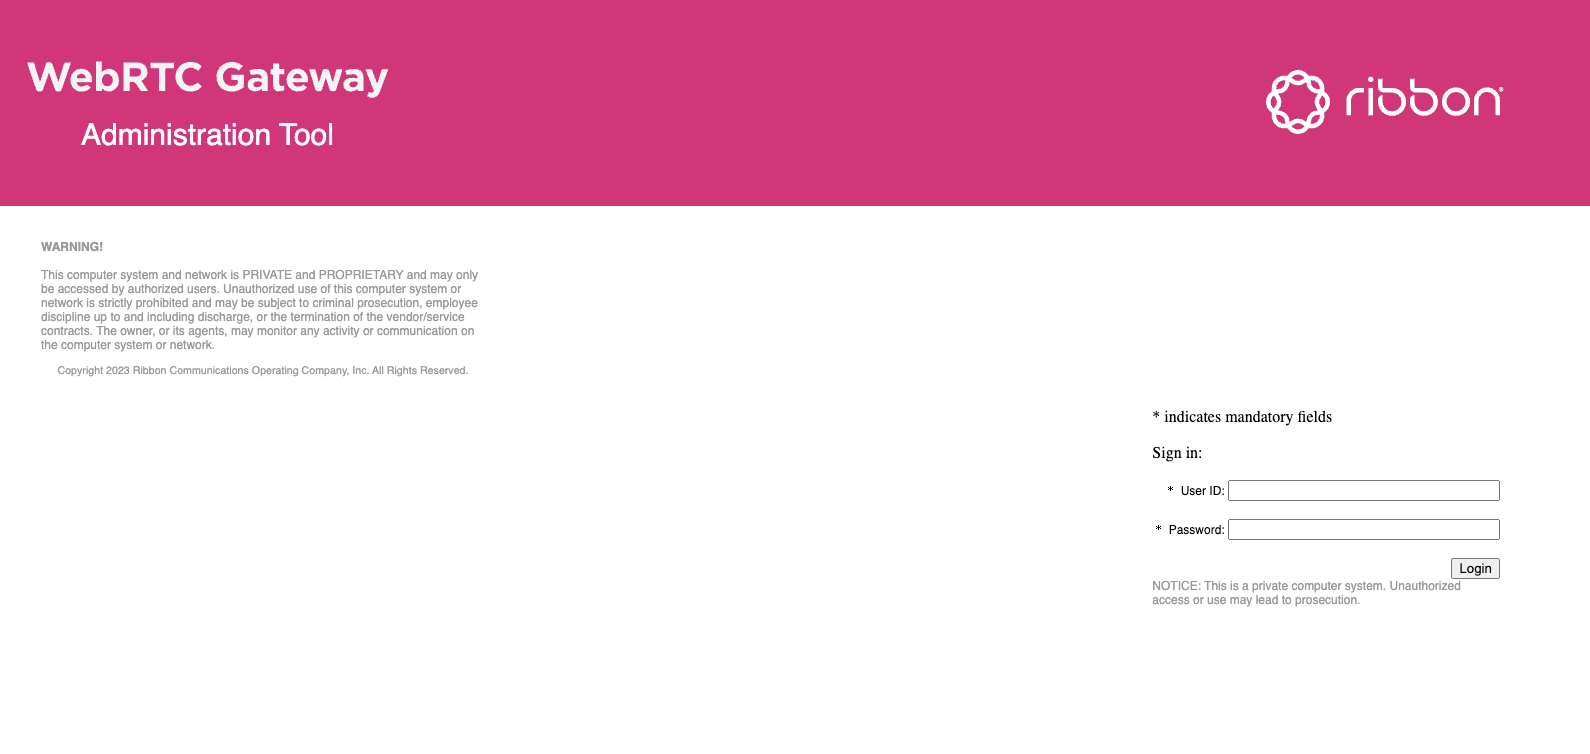 WebRTC Gateway
Administration Tool
ribbon®
WARNING!
This computer system and network is PRIVATE and PROPRIETARY and may only
be accessed by authorized users. Unauthorized use of this computer system or
network is strictly prohibited and may be subject to criminal prosecution, employee
discipline up to and including discharge, or the termination of the vendor/service
contracts. The owner, or its agents, may monitor any activity or communication on
the computer system or network.
Copyright 2023 Ribbon Communications Operating Company, Inc. All Rights Reserved.
* indicates mandatory fields
Sign in:
* User ID:
* Password:
Login
NOTICE: This is a private computer system. Unauthorized
access or use may lead to prosecution.